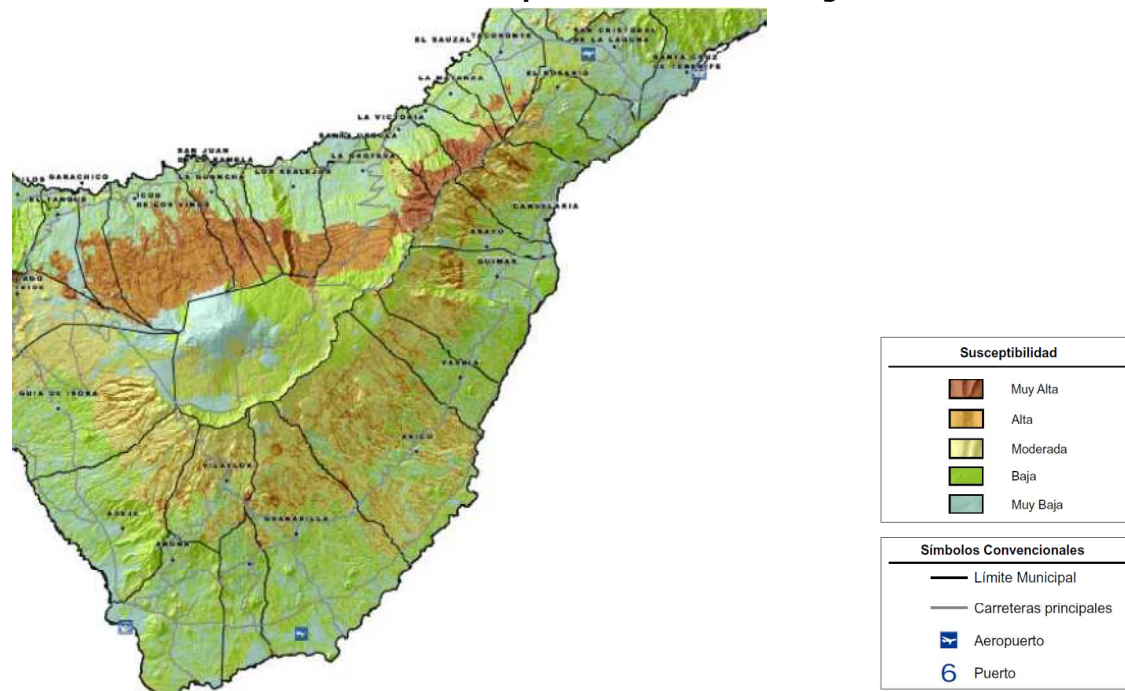 EL SAUZAL
TACORONTE
SAN CRISTOBAL
DE LA LAGUNA
SANTA CRUZ
DE TENERIFE
LA MATANZA
EL ROSARIO
LA VICTORIA
SANTA URSULA
SAN JUAN
DE LA RAMBLA
LA OROTAVA
LA GUANCHA
LOS REALEJOS
SILOS
GARACHICO
EL TANQUE
ICOD
DE LOS VINOS
CANDELARIA
ARAFO
GUIMAR
FASNIA
GUIA DE ISORA
ARICO
VILAFLOR
ADEJE
GRANADILLA
ARONA
Susceptibilidad
Muy Alta
Alta
Moderada
Baja
Muy Baja
Símbolos Convencionales
Límite Municipal
Carreteras principales
Aeropuerto
6 Puerto